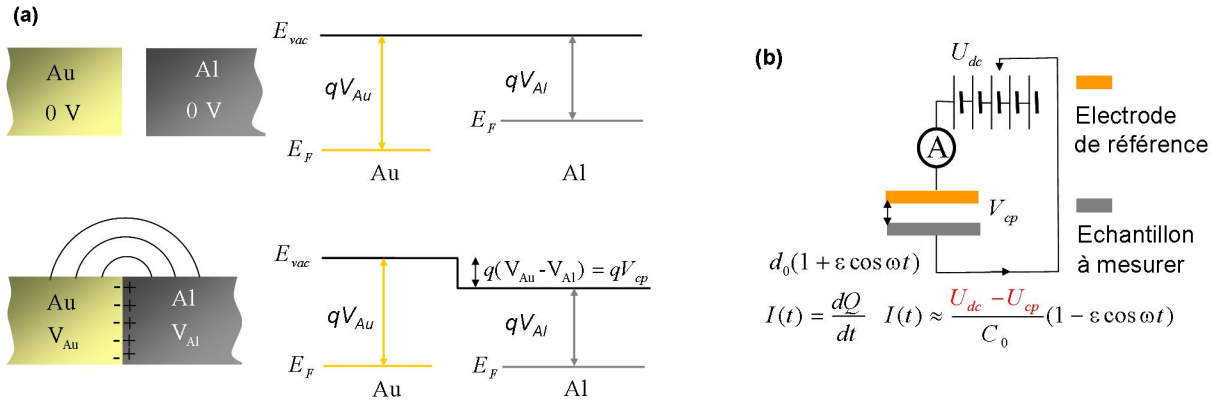 (a)
Au
0 V
Al
0 V
E_vac
qV_Au
qV_Al
E_F
E_F
Au
Al
Au
V_Au
- +
- +
- +
- +
- +
Al
V_Al
E_vac
q(V_Au -V_Al) = qV_cp
qV_Au
qV_Al
E_F
E_F
Au
Al
(b)
U_dc
A
V_cp
Electrode
de référence
Echantillon
à mesurer
d_0(1 + ε cos ωt)
I(t) = dQ/dt I(t) ≈ (U_dc − U_cp)/C_0 (1 − ε cos ωt)